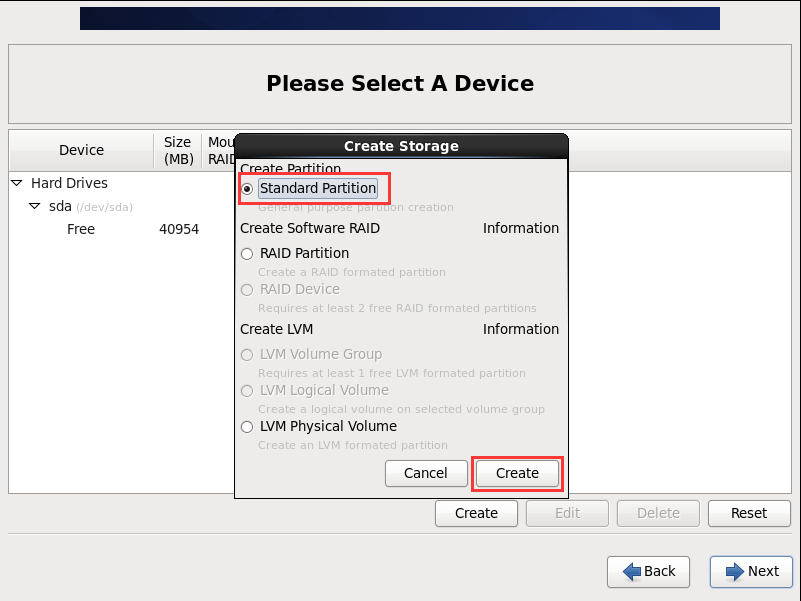 Please Select A Device
Device
Size
(MB)
Mou
RAID
Hard Drives
sda (/dev/sda)
Free 40954
Create Storage
Create Partition
Standard Partition
General purpose partition creation
Create Software RAID Information
RAID Partition
Create a RAID formated partition
RAID Device
Requires at least 2 free RAID formated partitions
Create LVM Information
LVM Volume Group
Requires at least 1 free LVM formated partition
LVM Logical Volume
Create a logical volume on selected volume group
LVM Physical Volume
Create an LVM formated partition
Cancel Create
Create Edit Delete Reset
Back Next